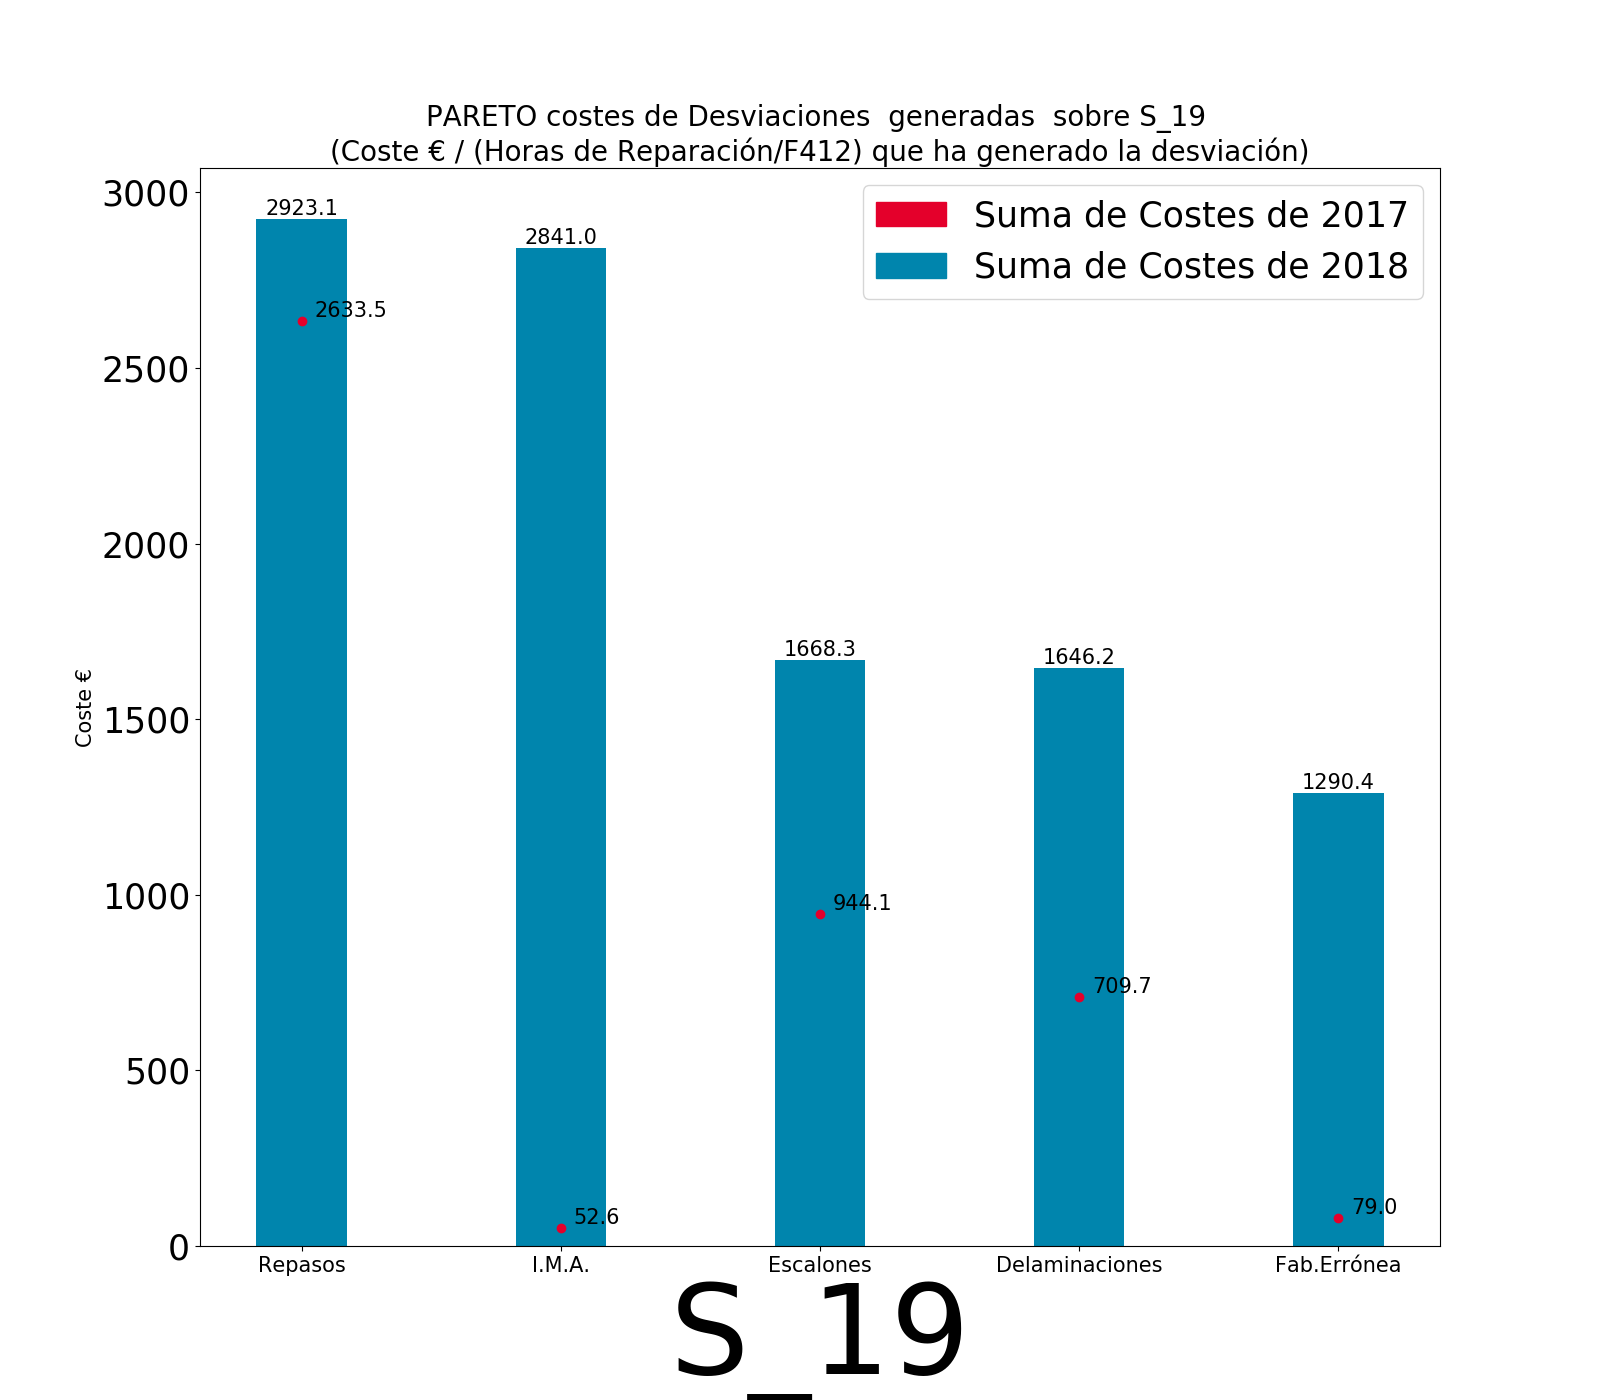 PARETO costes de Desviaciones  generadas  sobre S_19
(Coste € / (Horas de Reparación/F412) que ha generado la desviación)
Suma de Costes de 2017
Suma de Costes de 2018
3000
2500
2000
1500
1000
500
0
Coste €
2923.1
2633.5
2841.0
52.6
1668.3
944.1
1646.2
709.7
1290.4
79.0
Repasos
I.M.A.
Escalones
Delaminaciones
Fab.Errónea
S_19